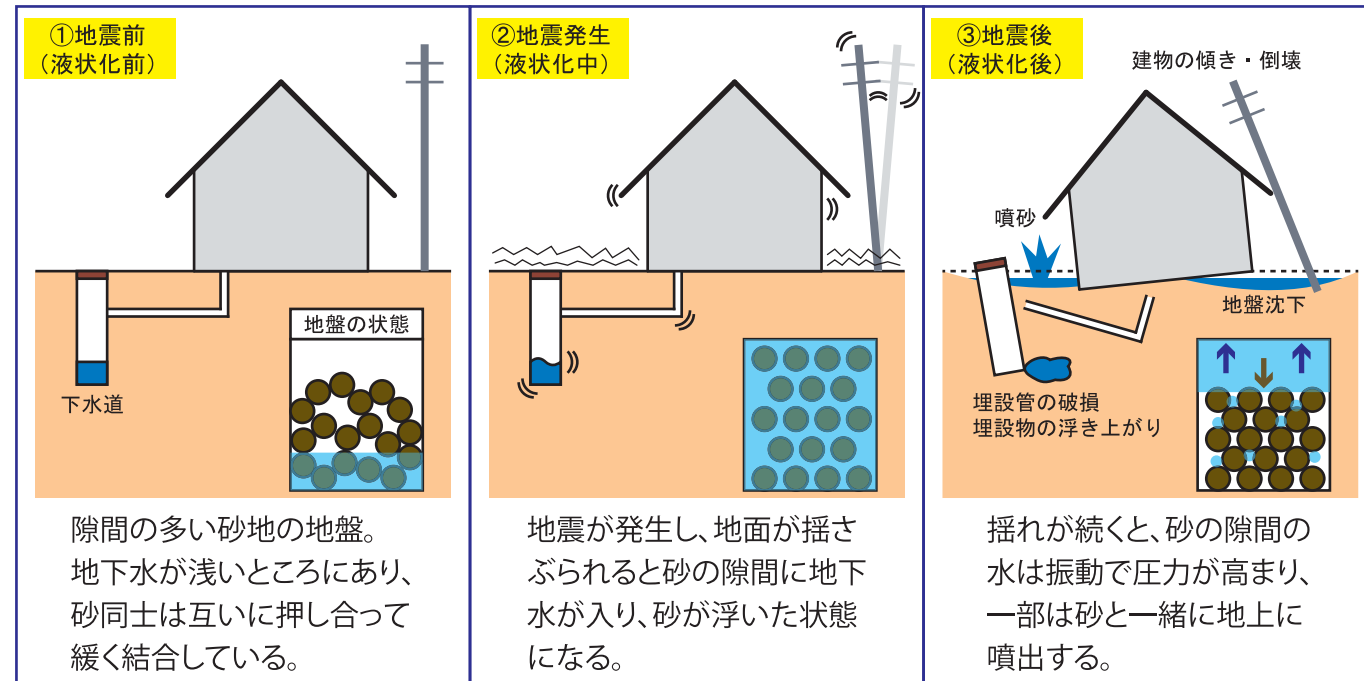 ①地震前
（液状化前）
地盤の状態
下水道
隙間の多い砂地の地盤。
地下水が浅いところにあり、
砂同士は互いに押し合って
緩く結合している。
②地震発生
（液状化中）
地震が発生し、地面が揺さ
ぶられると砂の隙間に地下
水が入り、砂が浮いた状態
になる。
③地震後
（液状化後）
建物の傾き・倒壊
噴砂
地盤沈下
埋設管の破損
埋設物の浮き上がり
揺れが続くと、砂の隙間の
水は振動で圧力が高まり、
一部は砂と一緒に地上に
噴出する。